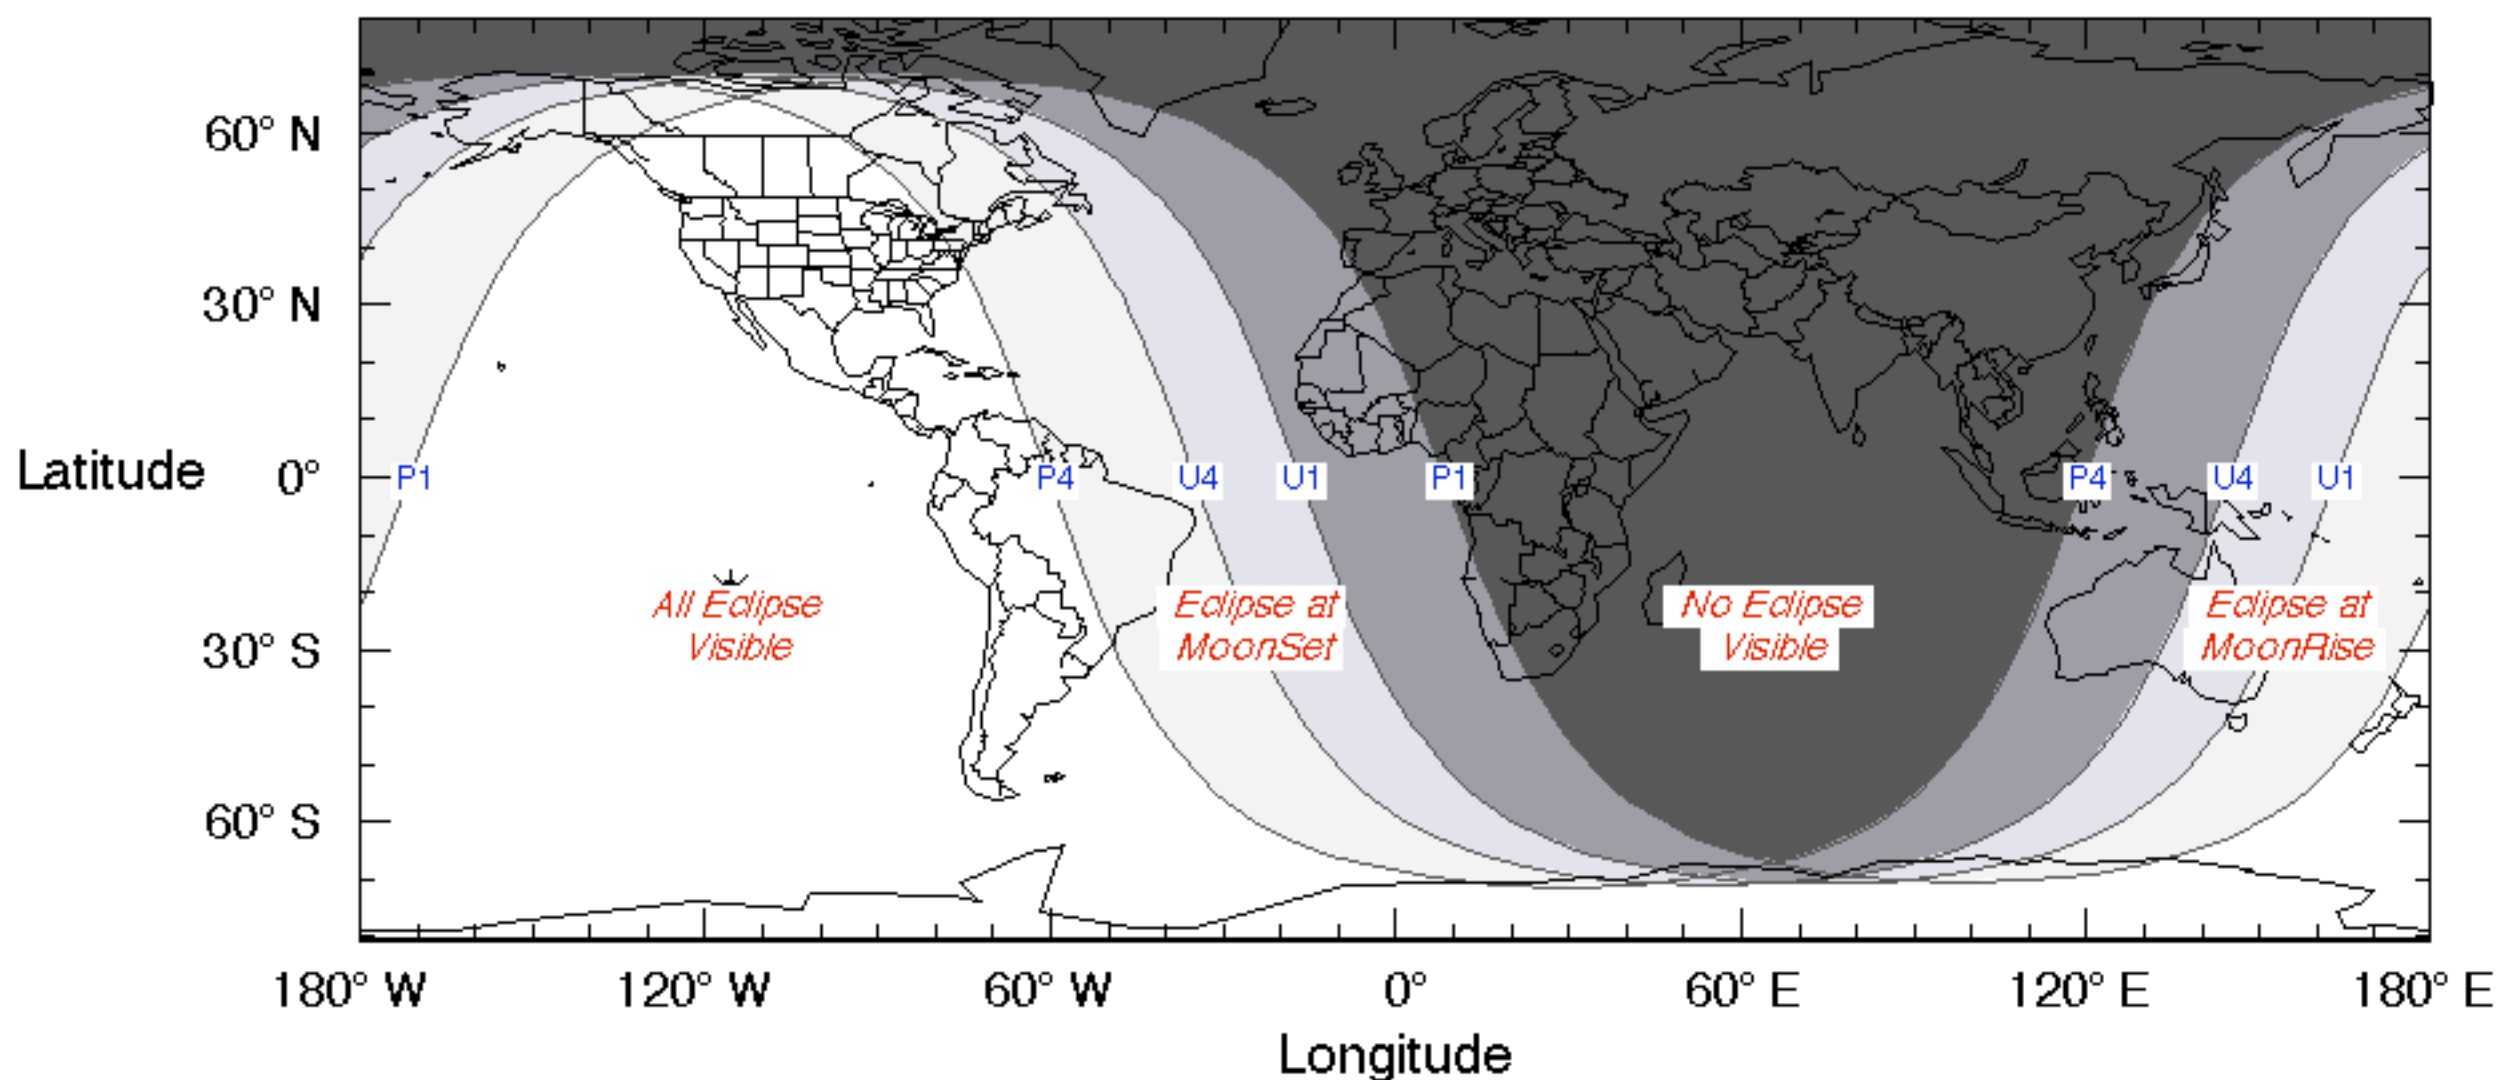 60° N
30° N
Latitude 0°
P1 P4 U4 U1 P1 P4 U4 U1
All Eclipse
Visible
Eclipse at
MoonSet
No Eclipse
Visible
Eclipse at
MoonRise
30° S
60° S
180° W 120° W 60° W 0° 60° E 120° E 180° E
Longitude